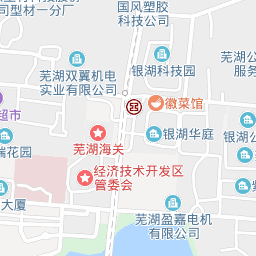 国风塑胶
科技公司
司型材一分厂
芜湖双翼机电
实业有限公司
银湖科技园
芜湖
服务
超市
徽菜馆
银湖华庭
银湖
公
芜湖海关
瑞花园
经济技术开发区
管委会
大厦
芜湖盈嘉电机
有限公司